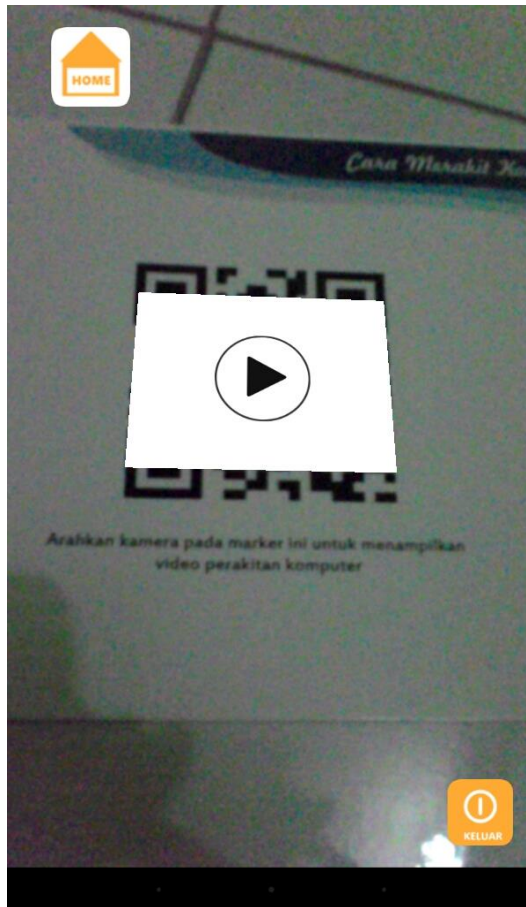 HOME
Cara Merakit
Arahkan kamera pada marker ini untuk menampilkan
video perakitan komputer
KELUAR